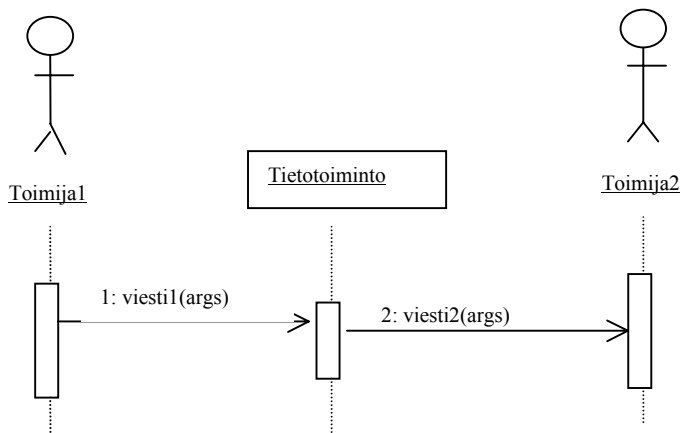 Toimija1
Tietotoiminto
Toimija2
1: viesti1(args)
2: viesti2(args)